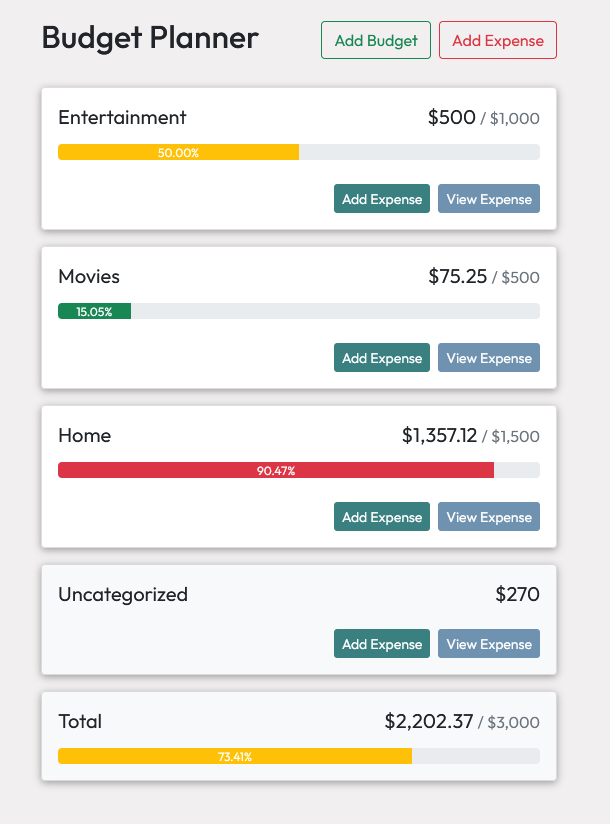 Budget Planner Add Budget Add Expense
Entertainment $500 / $1,000
50.00%
Add Expense View Expense
Movies $75.25 / $500
15.05%
Add Expense View Expense
Home $1,357.12 / $1,500
90.47%
Add Expense View Expense
Uncategorized $270
Add Expense View Expense
Total $2,202.37 / $3,000
73.41%